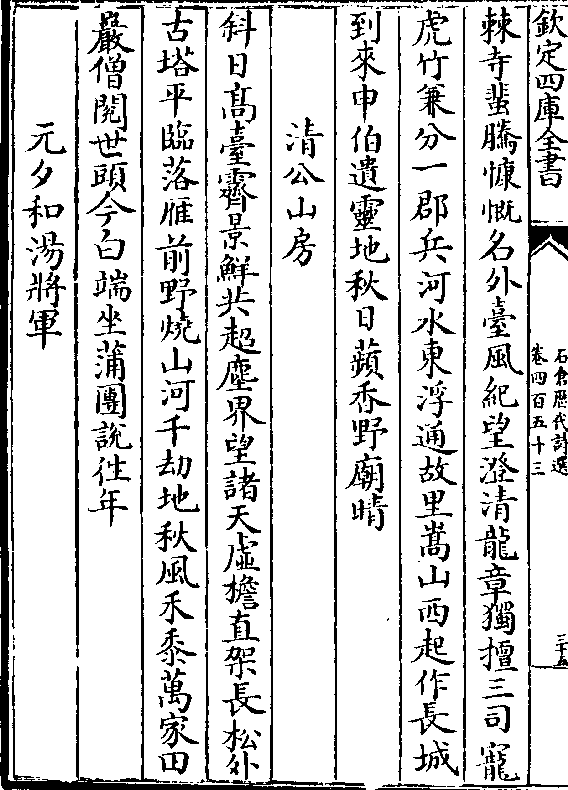 欽定四庫全書
石倉歷代詩選
卷四百五十三
三十五
棘寺蜚騰慷慨名外臺風紀望澄清龍章獨擅三司寵
虎竹兼分一郡兵河水東浮通故里嵩山西起作長城
到來申伯遺靈地秋日蘋香野廟晴
清公山房
斜日髙臺霽景鮮共超塵界望諸天虛檐直架長松外
古塔平臨落雁前野燒山河千劫地秋風禾黍萬家田
巖僧閱世頭今白端坐蒲團說往年
元夕和湯將軍